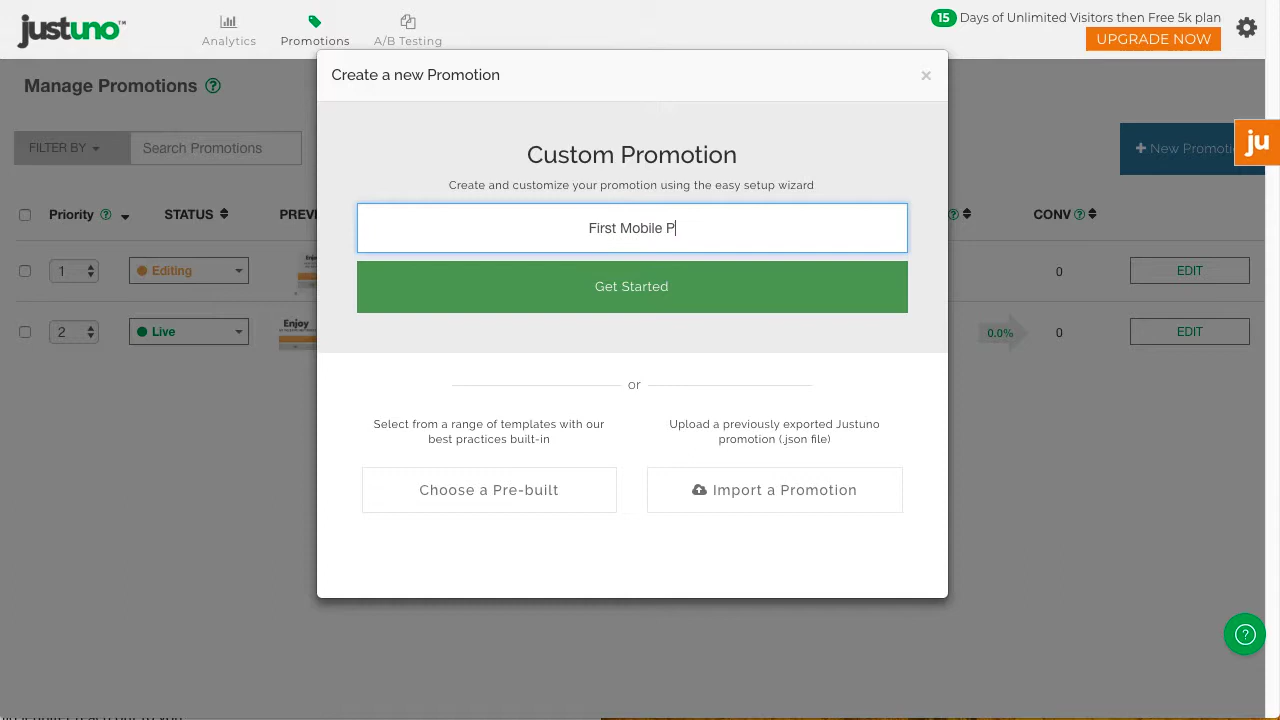 justuno™
Analytics
Promotions
A/B Testing
15 Days of Unlimited Visitors then Free 5k plan
UPGRADE NOW
Create a new Promotion
×
Manage Promotions ?
FILTER BY
Search Promotions
+ New Promoti
ju
Custom Promotion
Create and customize your promotion using the easy setup wizard
First Mobile P
Get Started
Priority ?
STATUS
PREV
?
CONV ?
1
Editing
0
EDIT
2
Live
Enjoy
0.0%
0
EDIT
or
Select from a range of templates with our
best practices built-in
Upload a previously exported Justuno
promotion (.json file)
Choose a Pre-built
Import a Promotion
?